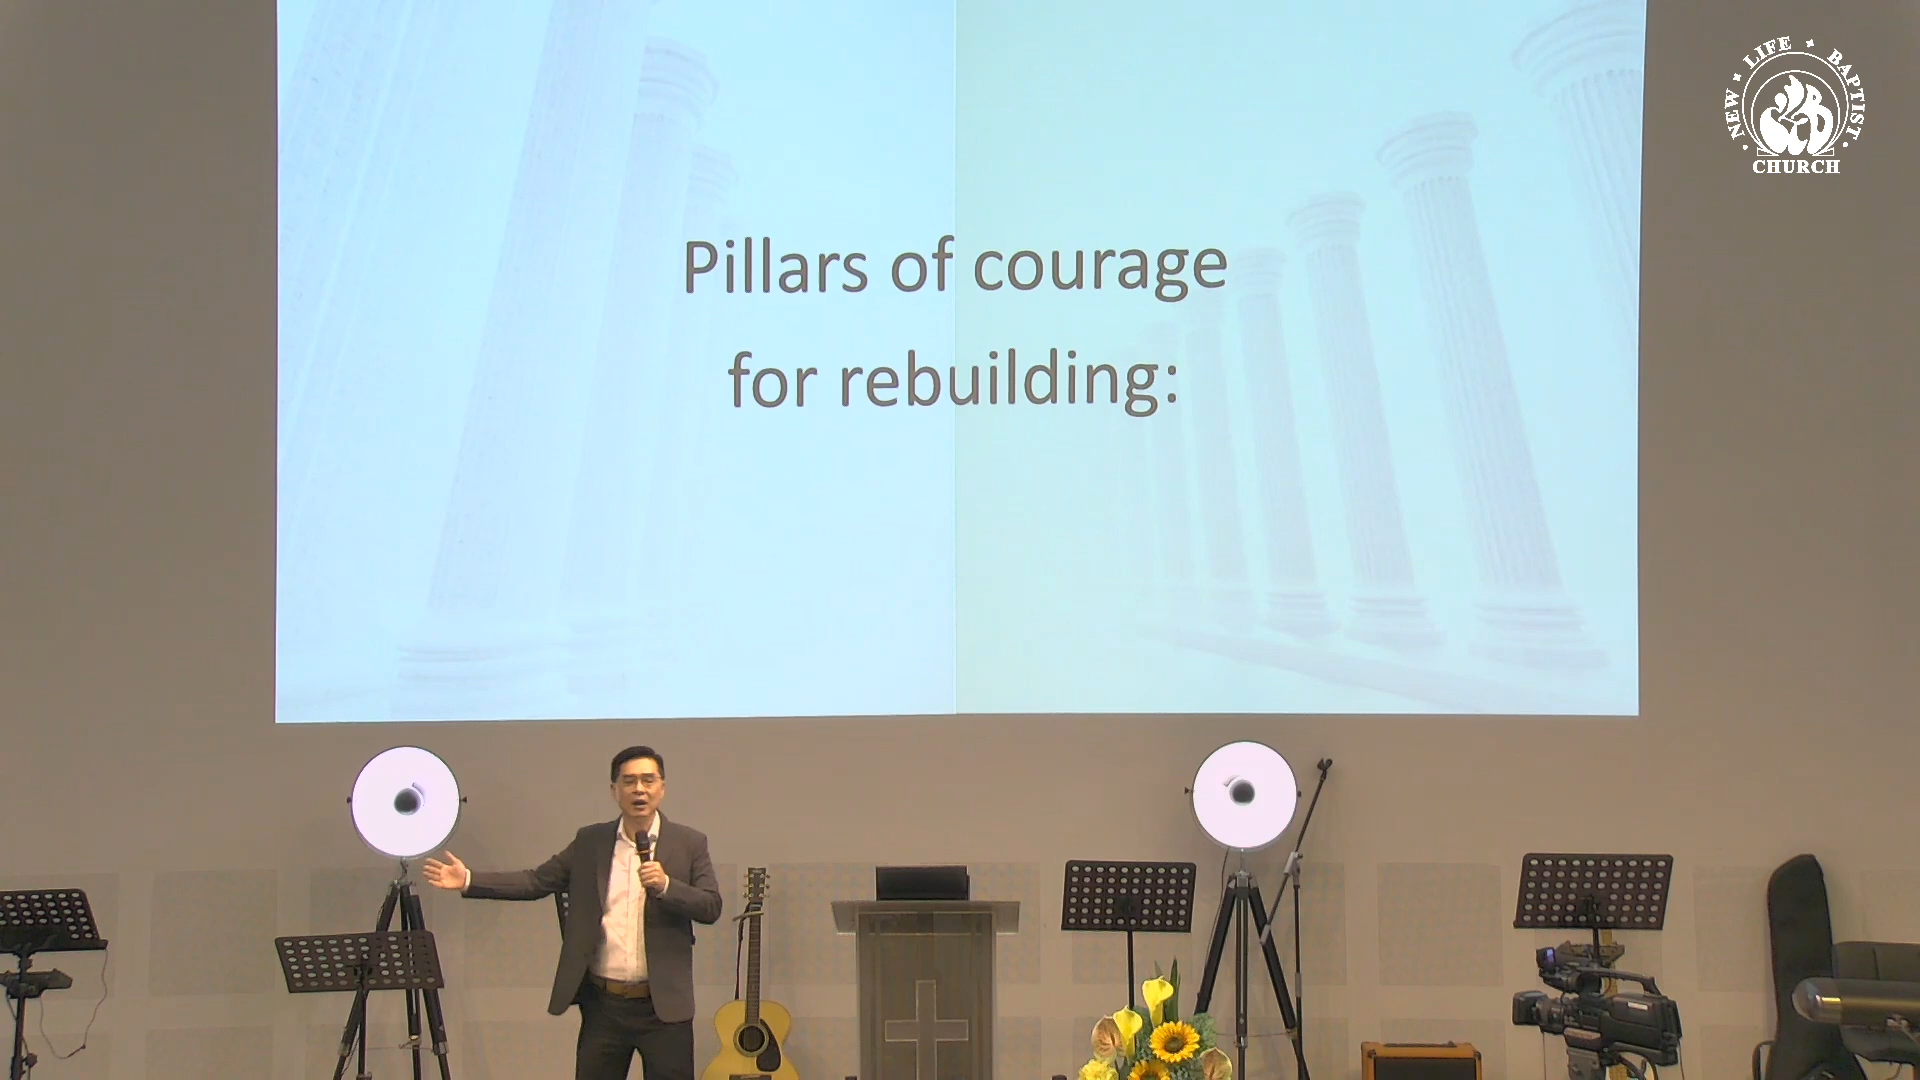 Pillars of courage
for rebuilding:
· NEW · LIFE · BAPTIST ·
CHURCH